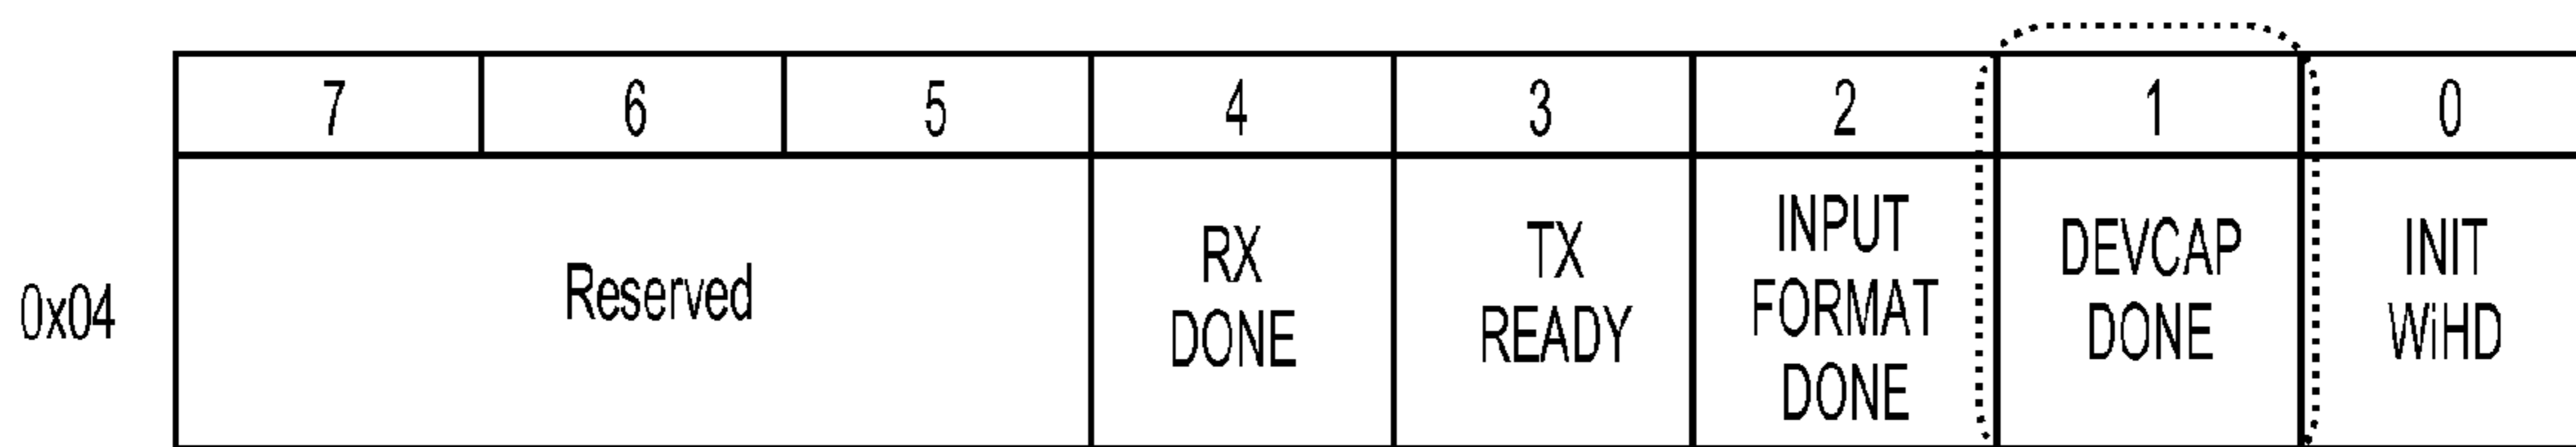 7 6 5 4 3 2 1 0
0x04
Reserved
RX
DONE
TX
READY
INPUT
FORMAT
DONE
DEVCAP
DONE
INIT
WiHD